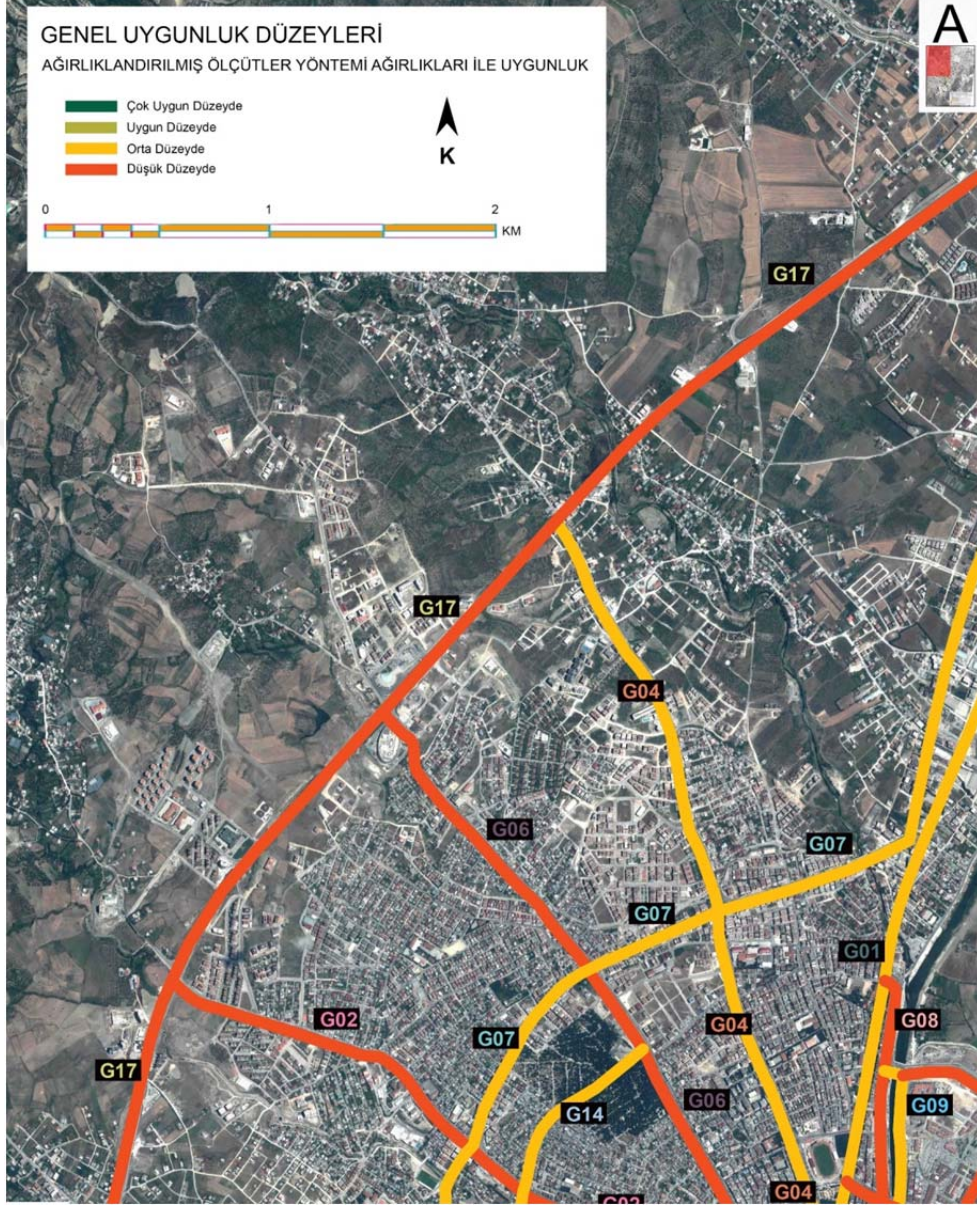 GENEL UYGUNLUK DÜZEYLERİ
AĞIRLIKLANDIRILMIŞ ÖLÇÜTLER YÖNTEMİ AĞIRLIKLARI İLE UYGUNLUK
Çok Uygun Düzeyde
Uygun Düzeyde
Orta Düzeyde
Düşük Düzeyde
K
0 1 2
KM
A
G17
G17
G04
G06
G07
G07
G01
G02
G08
G07
G04
G17
G14
G06
G09
G04